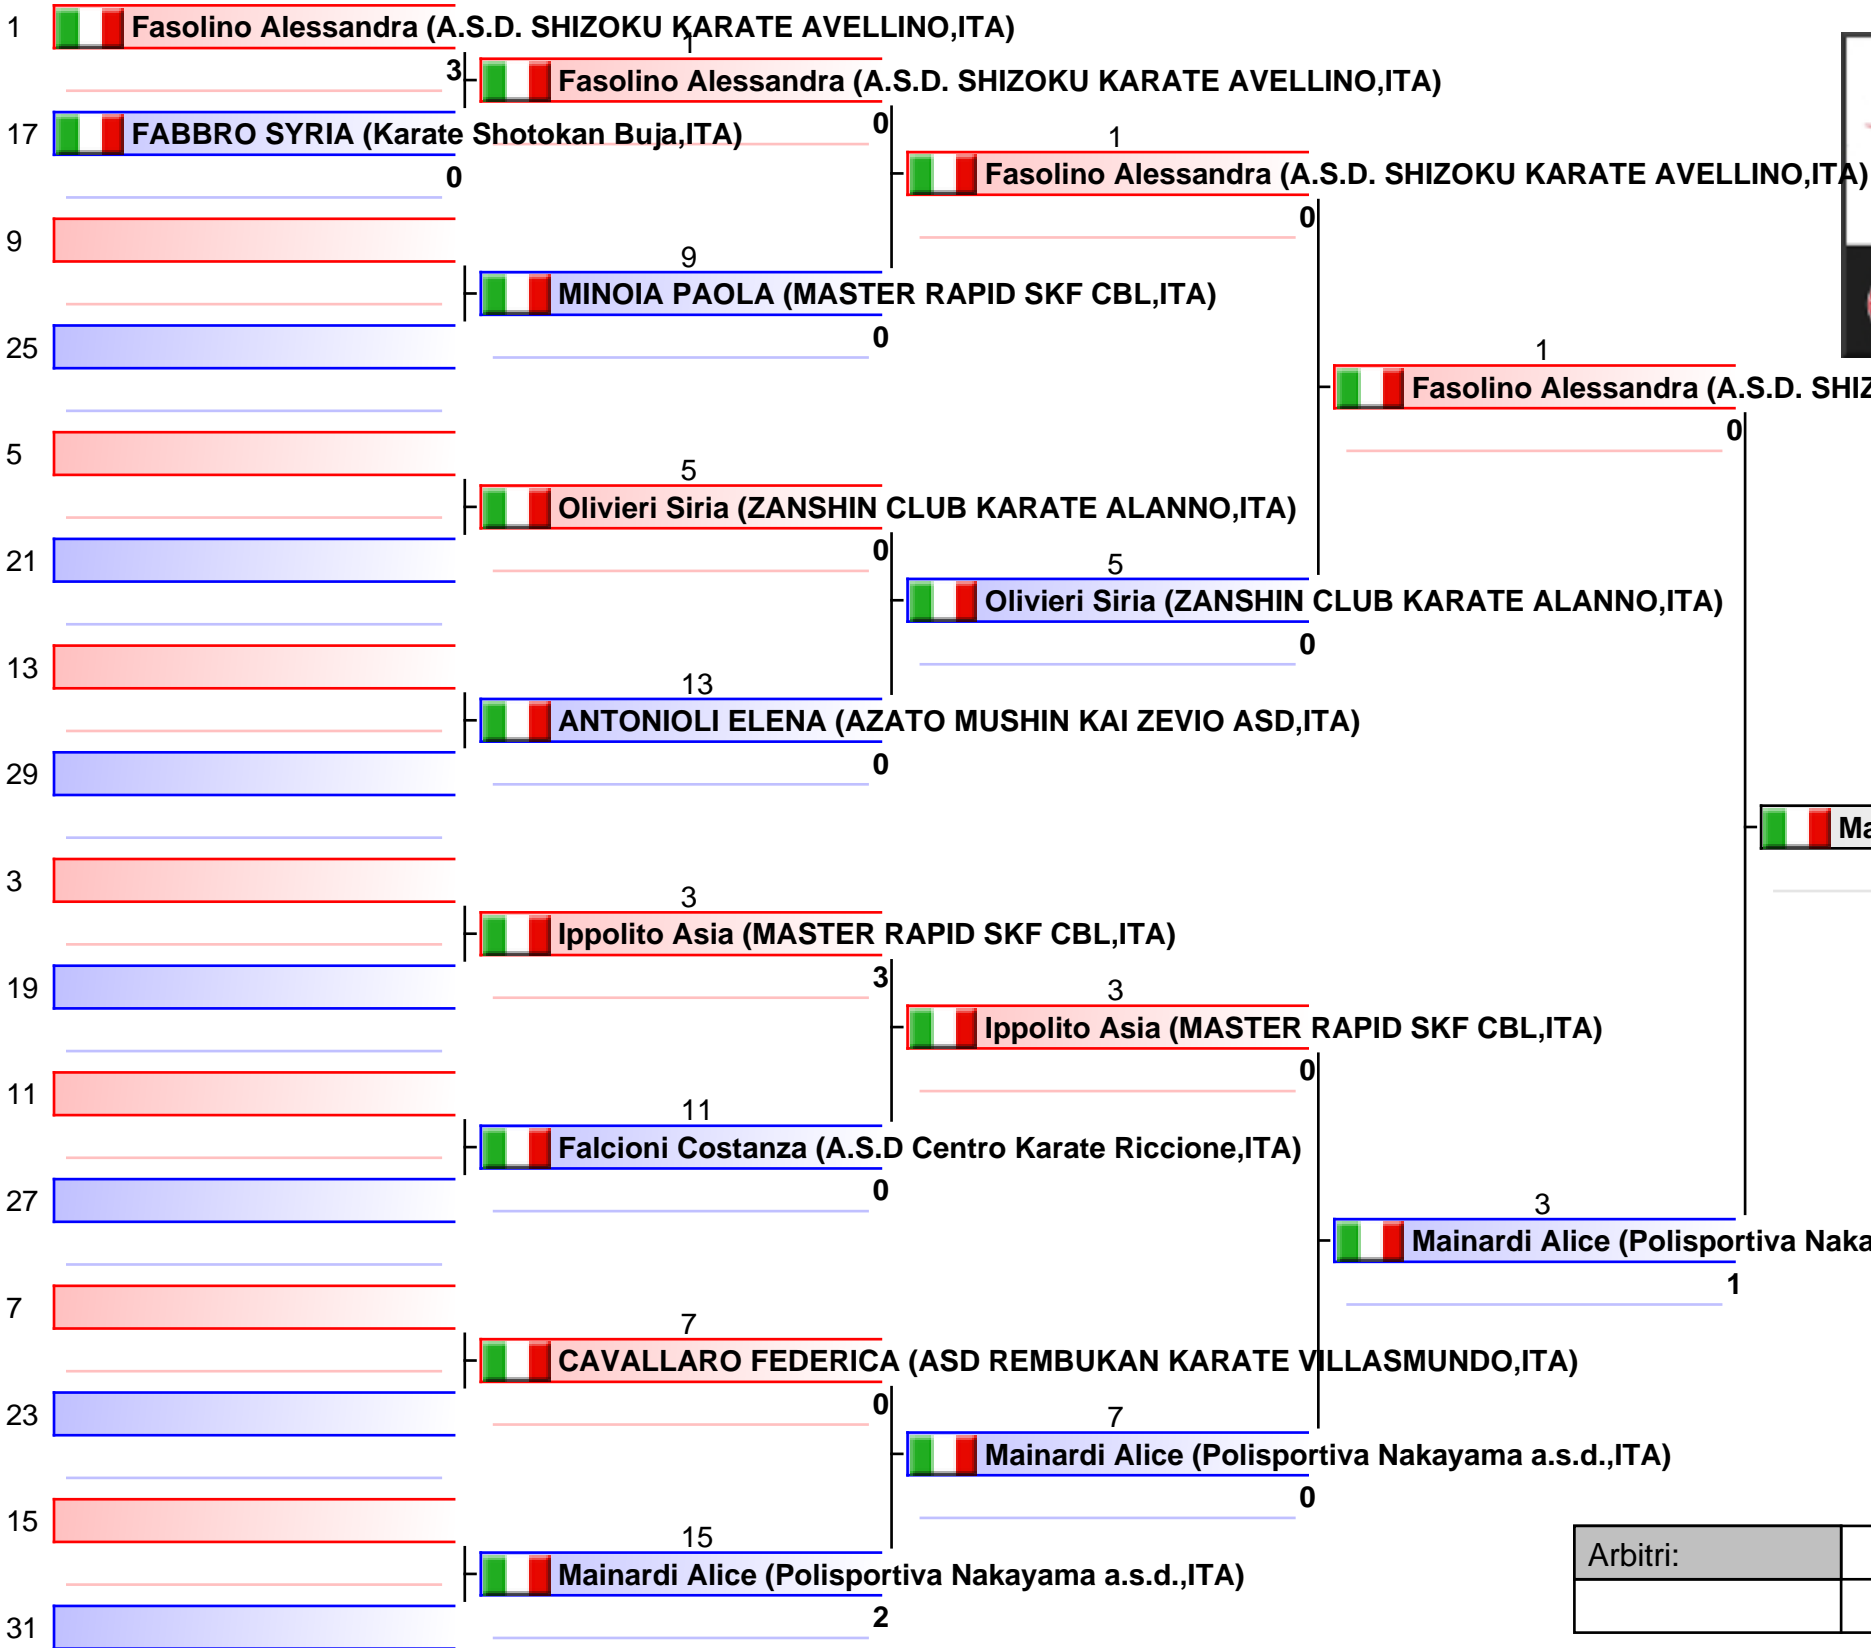 1
Fasolino Alessandra (A.S.D. SHIZOKU KARATE AVELLINO,ITA)
3
1
Fasolino Alessandra (A.S.D. SHIZOKU KARATE AVELLINO,ITA)
0
17
FABBRO SYRIA (Karate Shotokan Buja,ITA)
0
1
Fasolino Alessandra (A.S.D. SHIZOKU KARATE AVELLINO,ITA)
0
9
9
MINOIA PAOLA (MASTER RAPID SKF CBL,ITA)
0
25
1
Fasolino Alessandra (A.S.D.
0
5
5
Olivieri Siria (ZANSHIN CLUB KARATE ALANNO,ITA)
0
21
5
Olivieri Siria (ZANSHIN CLUB KARATE ALANNO,ITA)
0
13
13
ANTONIOLI ELENA (AZATO MUSHIN KAI ZEVIO ASD,ITA)
0
29
3
3
Ippolito Asia (MASTER RAPID SKF CBL,ITA)
3
19
3
Ippolito Asia (MASTER RAPID SKF CBL,ITA)
0
11
11
Falcioni Costanza (A.S.D Centro Karate Riccione,ITA)
0
27
3
Mainardi Alice (Polisportiva
1
7
7
CAVALLARO FEDERICA (ASD REMBUKAN KARATE VILLASMUNDO,ITA)
0
23
7
Mainardi Alice (Polisportiva Nakayama a.s.d.,ITA)
0
15
15
Mainardi Alice (Polisportiva Nakayama a.s.d.,ITA)
2
31
Arbitri: